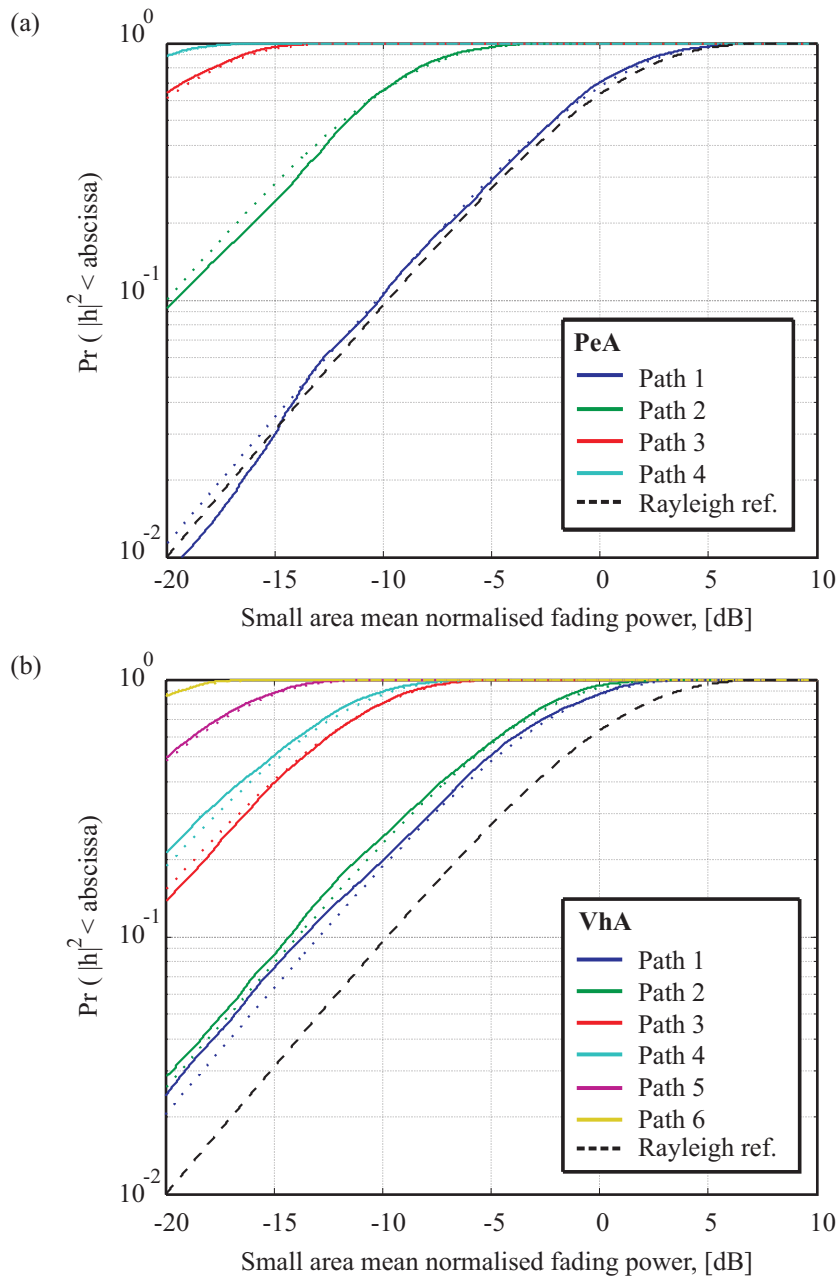 (a)
10^0
10^-1
10^-2
Pr ( |h|^2 < abscissa)
-20 -15 -10 -5 0 5 10
Small area mean normalised fading power, [dB]
PeA
Path 1
Path 2
Path 3
Path 4
Rayleigh ref.
(b)
10^0
10^-1
10^-2
Pr ( |h|^2 < abscissa)
-20 -15 -10 -5 0 5 10
Small area mean normalised fading power, [dB]
VhA
Path 1
Path 2
Path 3
Path 4
Path 5
Path 6
Rayleigh ref.